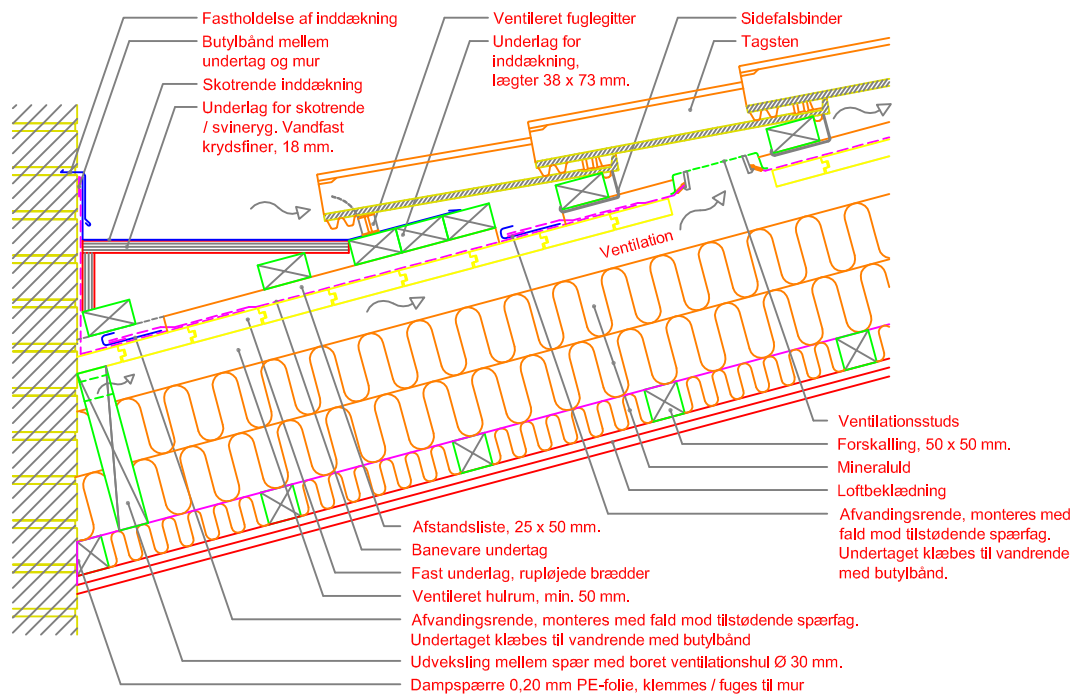 Fastholdelse af inddækning
Butylbånd mellem
undertag og mur
Skotrende inddækning
Underlag for skotrende
/ svineryg. Vandfast
krydsfiner, 18 mm.
Ventileret fuglegitter
Underlag for
inddækning,
lægter 38 x 73 mm.
Sidefalsbinder
Tagsten
Ventilation
Ventilationsstuds
Forskalling, 50 x 50 mm.
Mineraluld
Loftbeklædning
Afvandingsrende, monteres med
fald mod tilstødende spærfag.
Undertaget klæbes til vandrende
med butylbånd.
Afstandsliste, 25 x 50 mm.
Banevare undertag
Fast underlag, rupløjede brædder
Ventileret hulrum, min. 50 mm.
Afvandingsrende, monteres med fald mod tilstødende spærfag.
Undertaget klæbes til vandrende med butylbånd
Udveksling mellem spær med boret ventilationshul Ø 30 mm.
Dampspærre 0,20 mm PE-folie, klemmes / fuges til mur